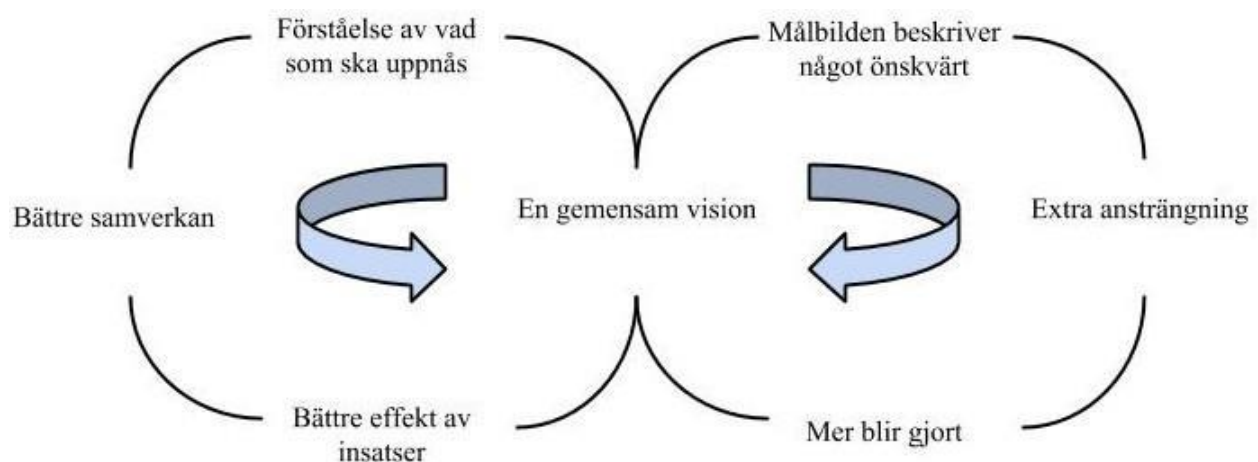 Förståelse av vad
som ska uppnås
Målbilden beskriver
något önskvärt
Bättre samverkan
En gemensam vision
Extra ansträngning
Bättre effekt av
insatser
Mer blir gjort